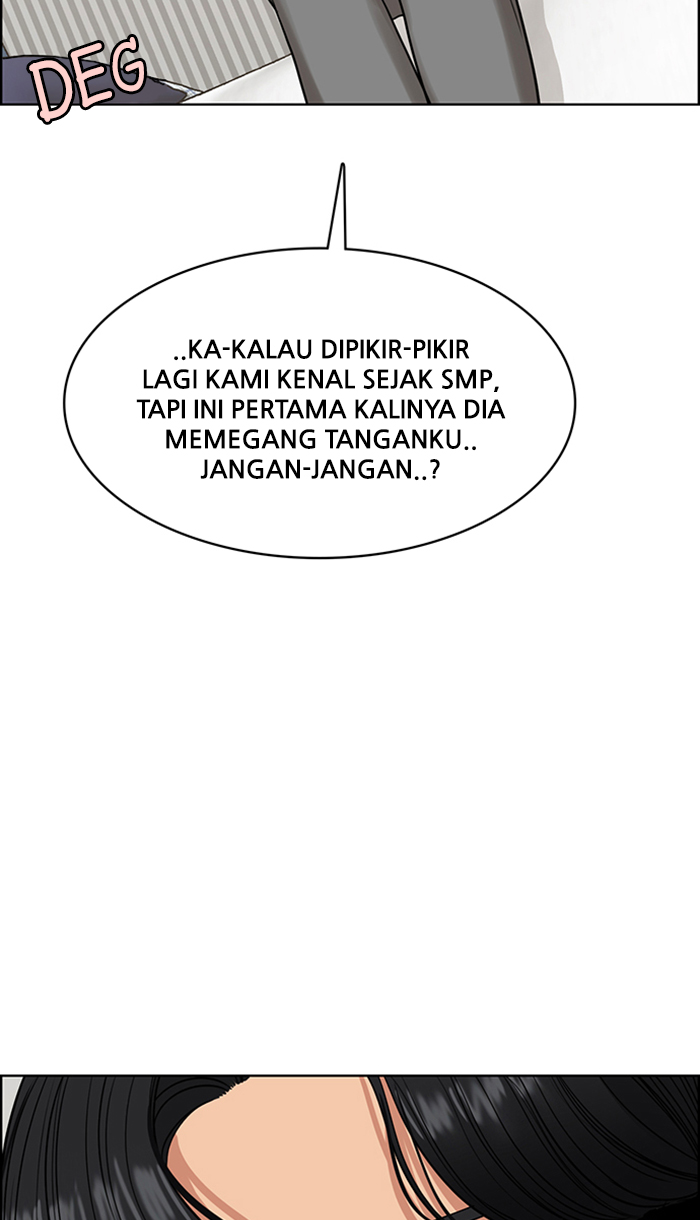 DEG
..KA-KALAU DIPIKIR-PIKIR
LAGI KAMI KENAL SEJAK SMP,
TAPI INI PERTAMA KALINYA DIA
MEMEGANG TANGANKU..
JANGAN-JANGAN..?